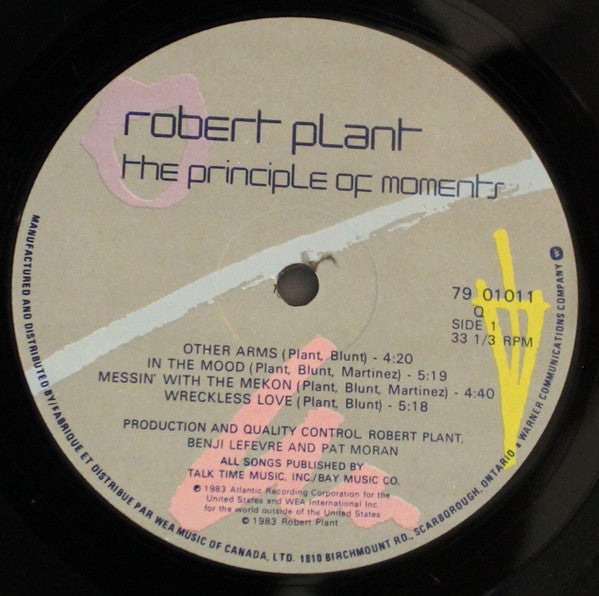 robert plant
the principle of moments
79 01011
Q
SIDE 1
33 1/3 RPM
OTHER ARMS (Plant, Blunt) - 4:20
IN THE MOOD (Plant, Blunt, Martinez) - 5:19
MESSIN' WITH THE MEKON (Plant, Blunt, Martinez) - 4:40
WRECKLESS LOVE (Plant, Blunt) - 5:18
PRODUCTION AND QUALITY CONTROL. ROBERT PLANT,
BENJI LEFEVRE AND PAT MORAN
ALL SONGS PUBLISHED BY
TALK TIME MUSIC, INC./BAY MUSIC CO.
℗ 1983 Atlantic Recording Corporation for the
United States and WEA International Inc.
for the world outside of the United States
© 1983 Robert Plant
MANUFACTURED AND DISTRIBUTED BY/FABRIQUE ET DISTRIBUE PAR WEA MUSIC OF CANADA, LTD. 1810 BIRCHMOUNT RD., SCARBOROUGH, ONTARIO • WARNER COMMUNICATIONS COMPANY W